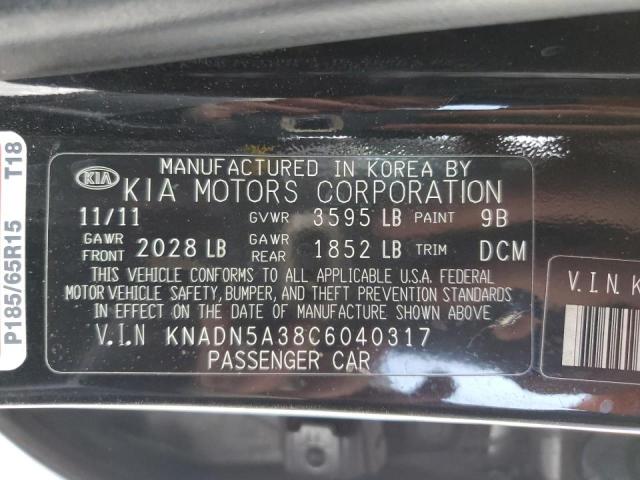 MANUFACTURED IN KOREA BY
KIA KIA MOTORS CORPORATION
11/11 GVWR 3595 LB PAINT 9B
GAWR FRONT 2028 LB GAWR REAR 1852 LB TRIM DCM
THIS VEHICLE CONFORMS TO ALL APPLICABLE U.S.A. FEDERAL
MOTOR VEHICLE SAFETY, BUMPER, AND THEFT PREVENTION STANDARDS
IN EFFECT ON THE DATE OF MANUFACTURE SHOWN ABOVE
V.I.N KNADN5A38C6040317
PASSENGER CAR
P185/65R15 T18
V.I.N K